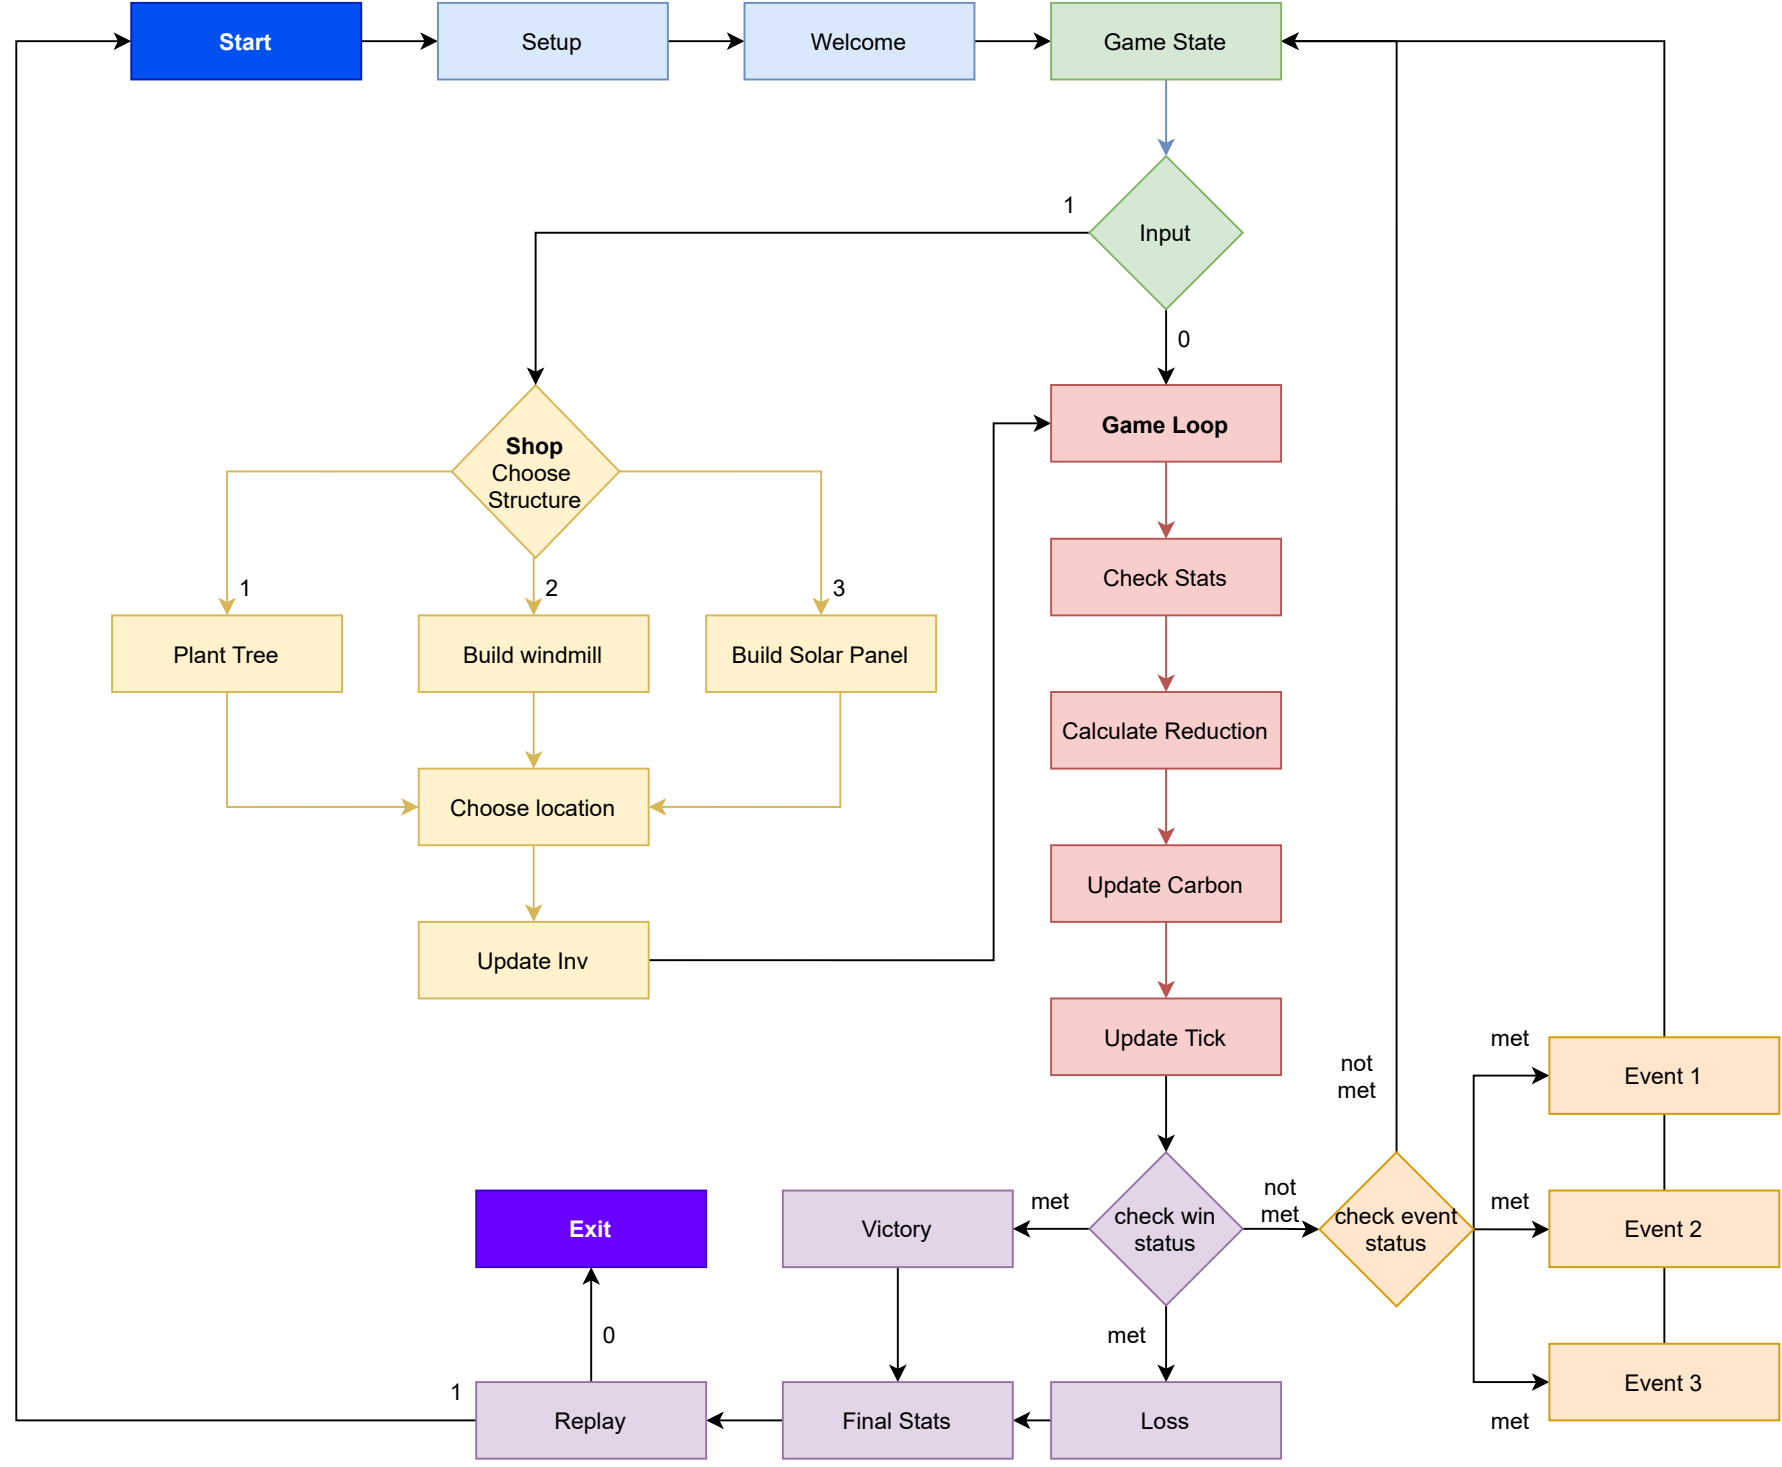 Start
Setup
Welcome
Game State
1
Input
0
Shop
Choose
Structure
Game Loop
1
2
3
Check Stats
Plant Tree
Build windmill
Build Solar Panel
Calculate Reduction
Choose location
Update Carbon
Update Inv
Update Tick
not
met
met
Event 1
Exit
Victory
met
check win
status
not
met
check event
status
met
Event 2
0
met
1
Replay
Final Stats
Loss
met
Event 3